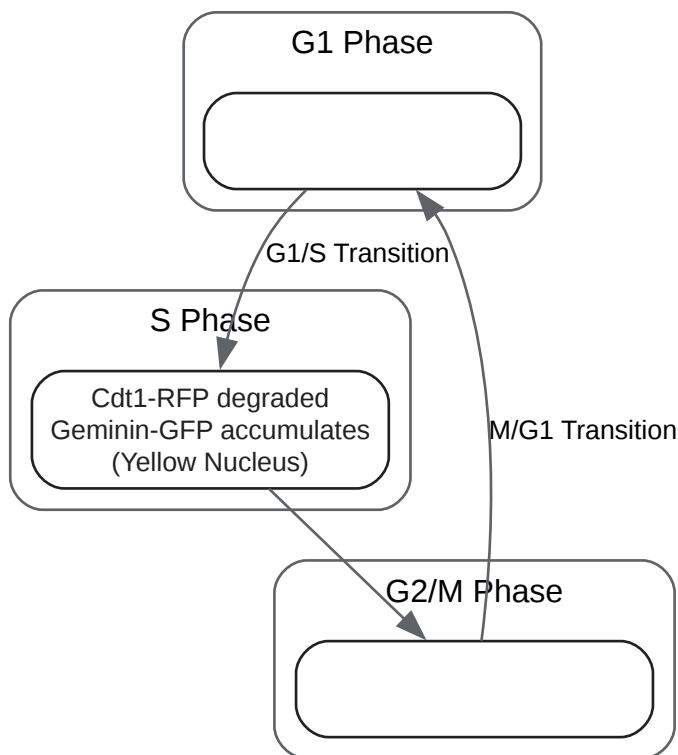 G1 Phase
G1/S Transition
S Phase
Cdt1-RFP degraded
Geminin-GFP accumulates
(Yellow Nucleus)
M/G1 Transition
G2/M Phase